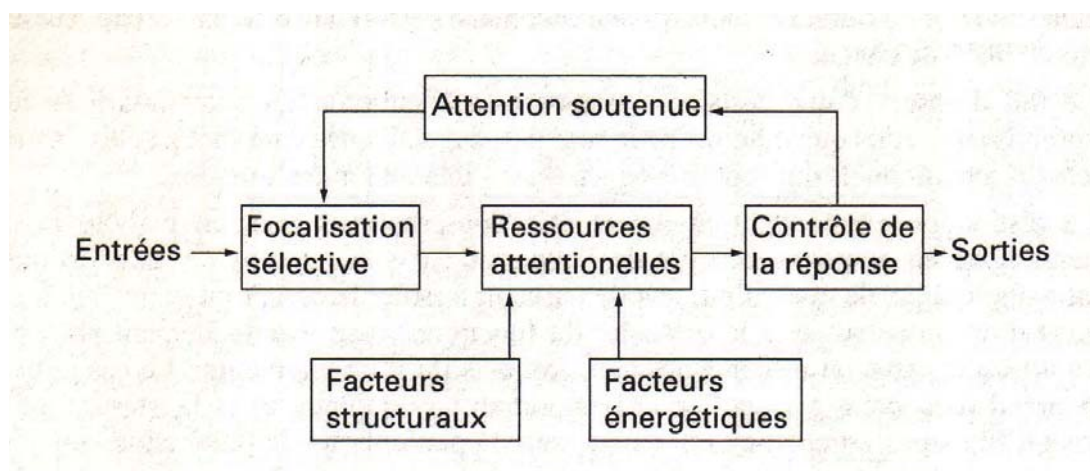 Attention soutenue
Entrées
Focalisation
sélective
Ressources
attentionelles
Contrôle de
la réponse
Sorties
Facteurs
structuraux
Facteurs
énergétiques